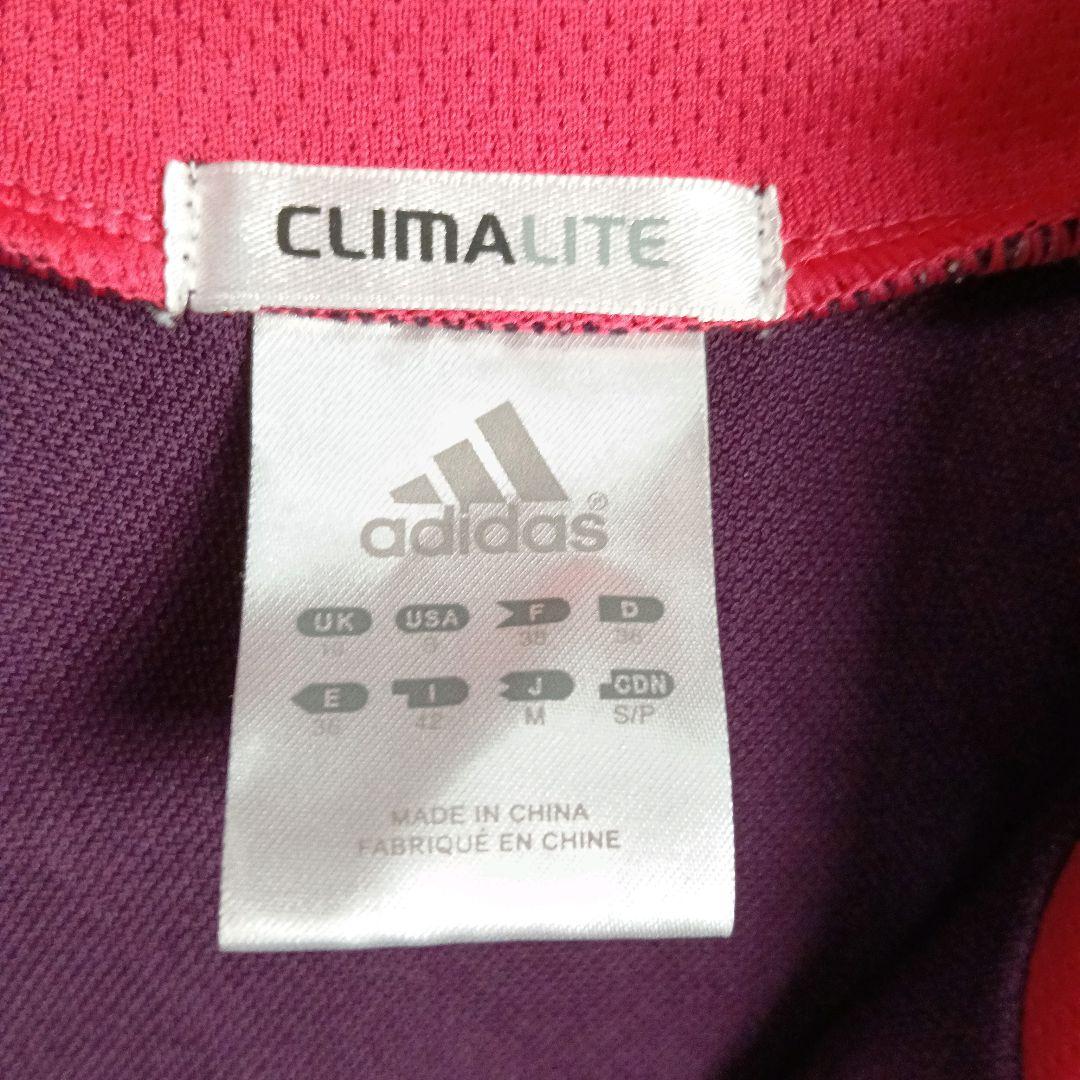 CLIMALITE
adidas®
UK USA F D
38 36
E I J CDN
36 42 M S/P
MADE IN CHINA
FABRIQUÉ EN CHINE